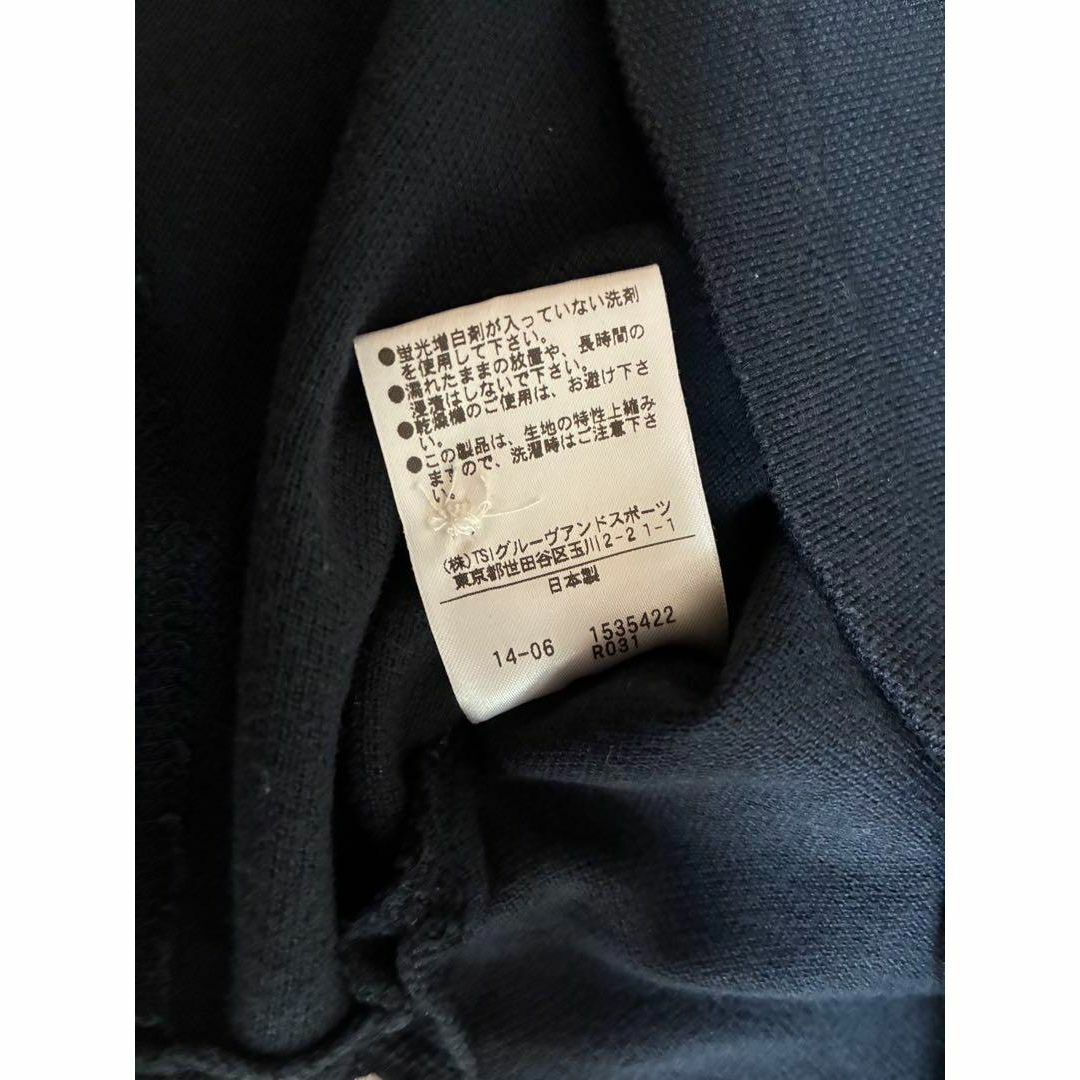 ●蛍光増白剤が入っていない洗剤
を使用して下さい。
●濡れたままの放置や、長時間の
浸漬はしないで下さい。
●乾燥機のご使用は、お避け下さ
い。
●この製品は、生地の特性上縮み
ますので、洗濯時はご注意下さ
い。
(株)TSIグルーヴアンドスポーツ
東京都世田谷区玉川2-21-1
日本製
14-06 1535422
R031